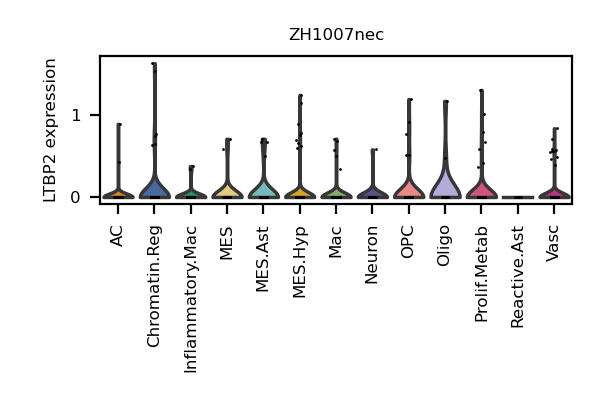 ZH1007nec
LTBP2 expression
1
0
AC
Chromatin.Reg
Inflammatory.Mac
MES
MES.Ast
MES.Hyp
Mac
Neuron
OPC
Oligo
Prolif.Metab
Reactive.Ast
Vasc